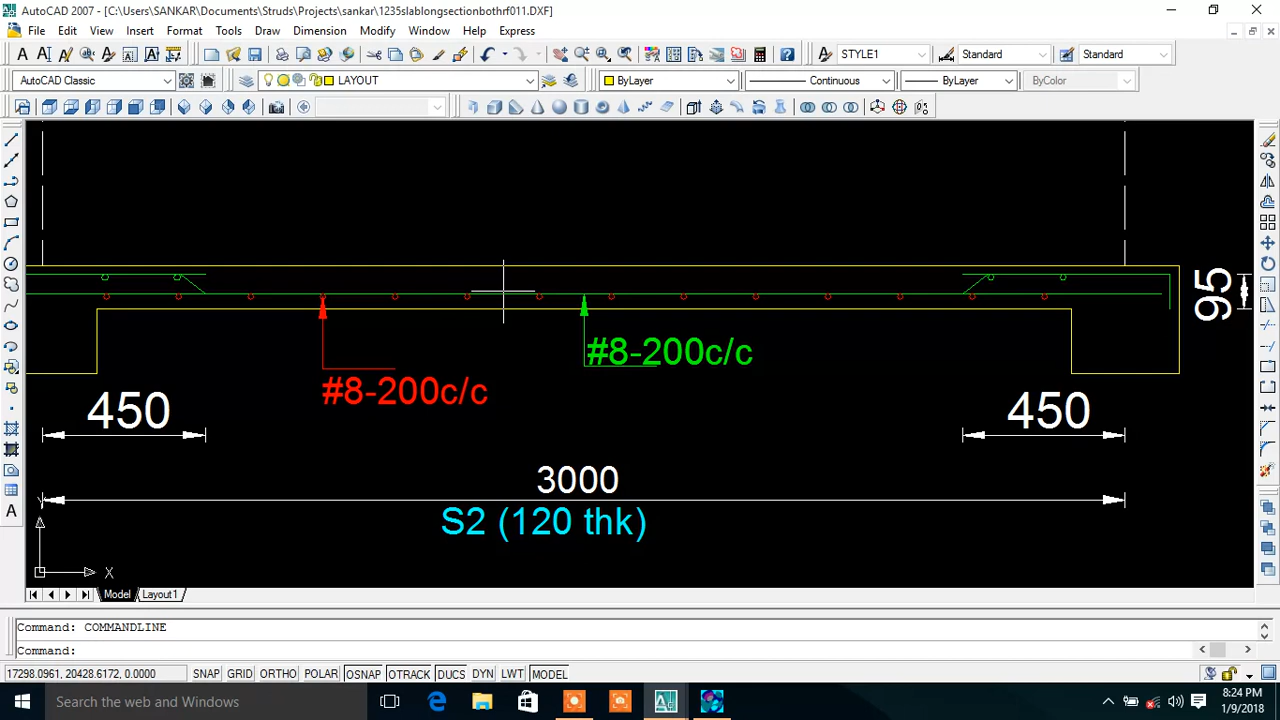 AutoCAD 2007 - [C:\Users\SANKAR\Documents\Struds\Projects\sankar\1235slablongsectionbothrf011.DXF]
File Edit View Insert Format Tools Draw Dimension Modify Window Help Express
STYLE1 Standard Standard
AutoCAD Classic LAYOUT ByLayer Continuous ByLayer ByColor
95
#8-200c/c
#8-200c/c
450
450
3000
S2 (120 thk)
Y
X
Model Layout1
Command: COMMANDLINE
Command:
17298.0961, 20428.6172, 0.0000 SNAP GRID ORTHO POLAR OSNAP OTRACK DUCS DYN LWT MODEL
Search the web and Windows
8:24 PM
1/9/2018